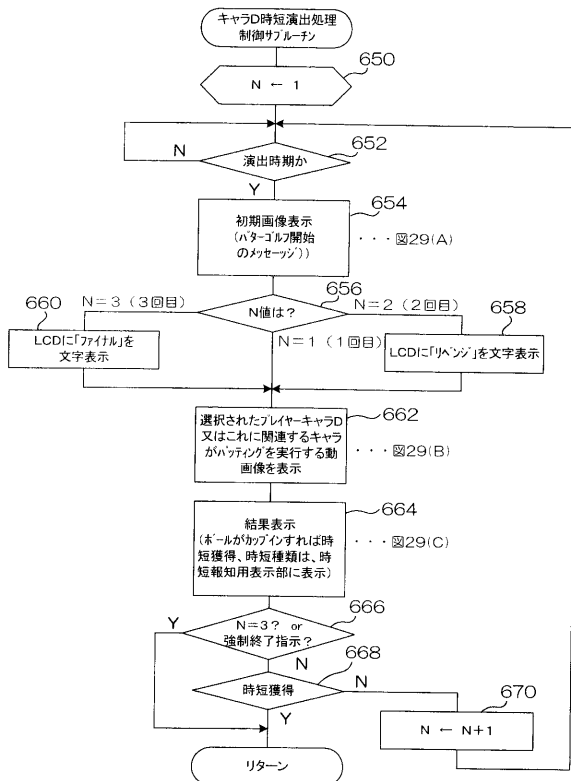 キャラD時短演出処理
制御サブルーチン
650
N ← 1
652
N
演出時期か
Y
654
初期画像表示
(パターゴルフ開始
のメッセージ))
・・・図29(A)
656
N=3 (3回目)
N値は?
N=2 (2回目)
660
658
LCDに「ファイナル」を
文字表示
N=1 (1回目)
LCDに「リベンジ」を文字表示
662
選択されたプレイヤーキャラD
又はこれに関連するキャラ
がパッティングを実行する動
画像を表示
・・・図29(B)
664
結果表示
(ボールがカップインすれば時
短獲得、時短種類は、時
短報知用表示部に表示)
・・・図29(C)
666
Y
N=3? or
強制終了指示?
N
668
時短獲得
N
670
Y
N ← N+1
リターン